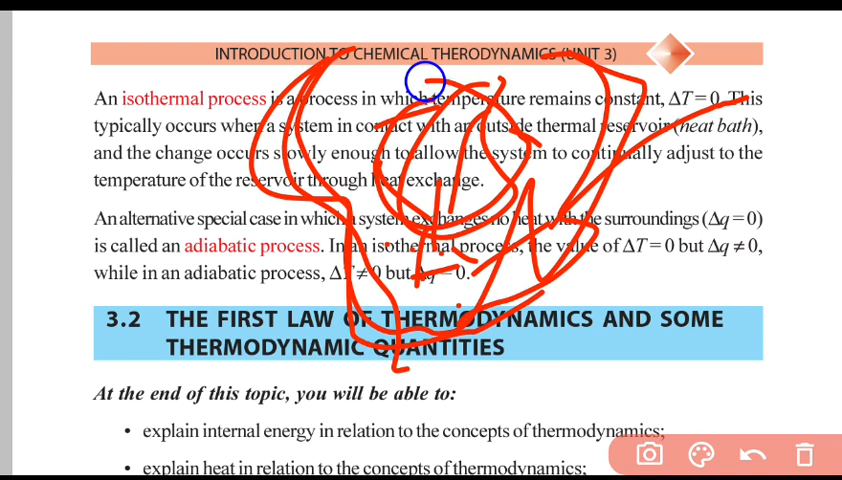 INTRODUCTION TO CHEMICAL THERODYNAMICS (UNIT 3)
An isothermal process is a process in which temperature remains constant, ΔT = 0. This
typically occurs when a system in contact with an outside thermal reservoir (heat bath),
and the change occurs slowly enough to allow the system to continually adjust to the
temperature of the reservoir through heat exchange.
An alternative special case in which a system exchanges no heat with the surroundings (Δq = 0)
is called an adiabatic process. In an isothermal process, the value of ΔT = 0 but Δq ≠ 0,
while in an adiabatic process, ΔT ≠ 0 but Δq = 0.
3.2 THE FIRST LAW OF THERMODYNAMICS AND SOME
THERMODYNAMIC QUANTITIES
At the end of this topic, you will be able to:
• explain internal energy in relation to the concepts of thermodynamics;
• explain heat in relation to the concepts of thermodynamics;